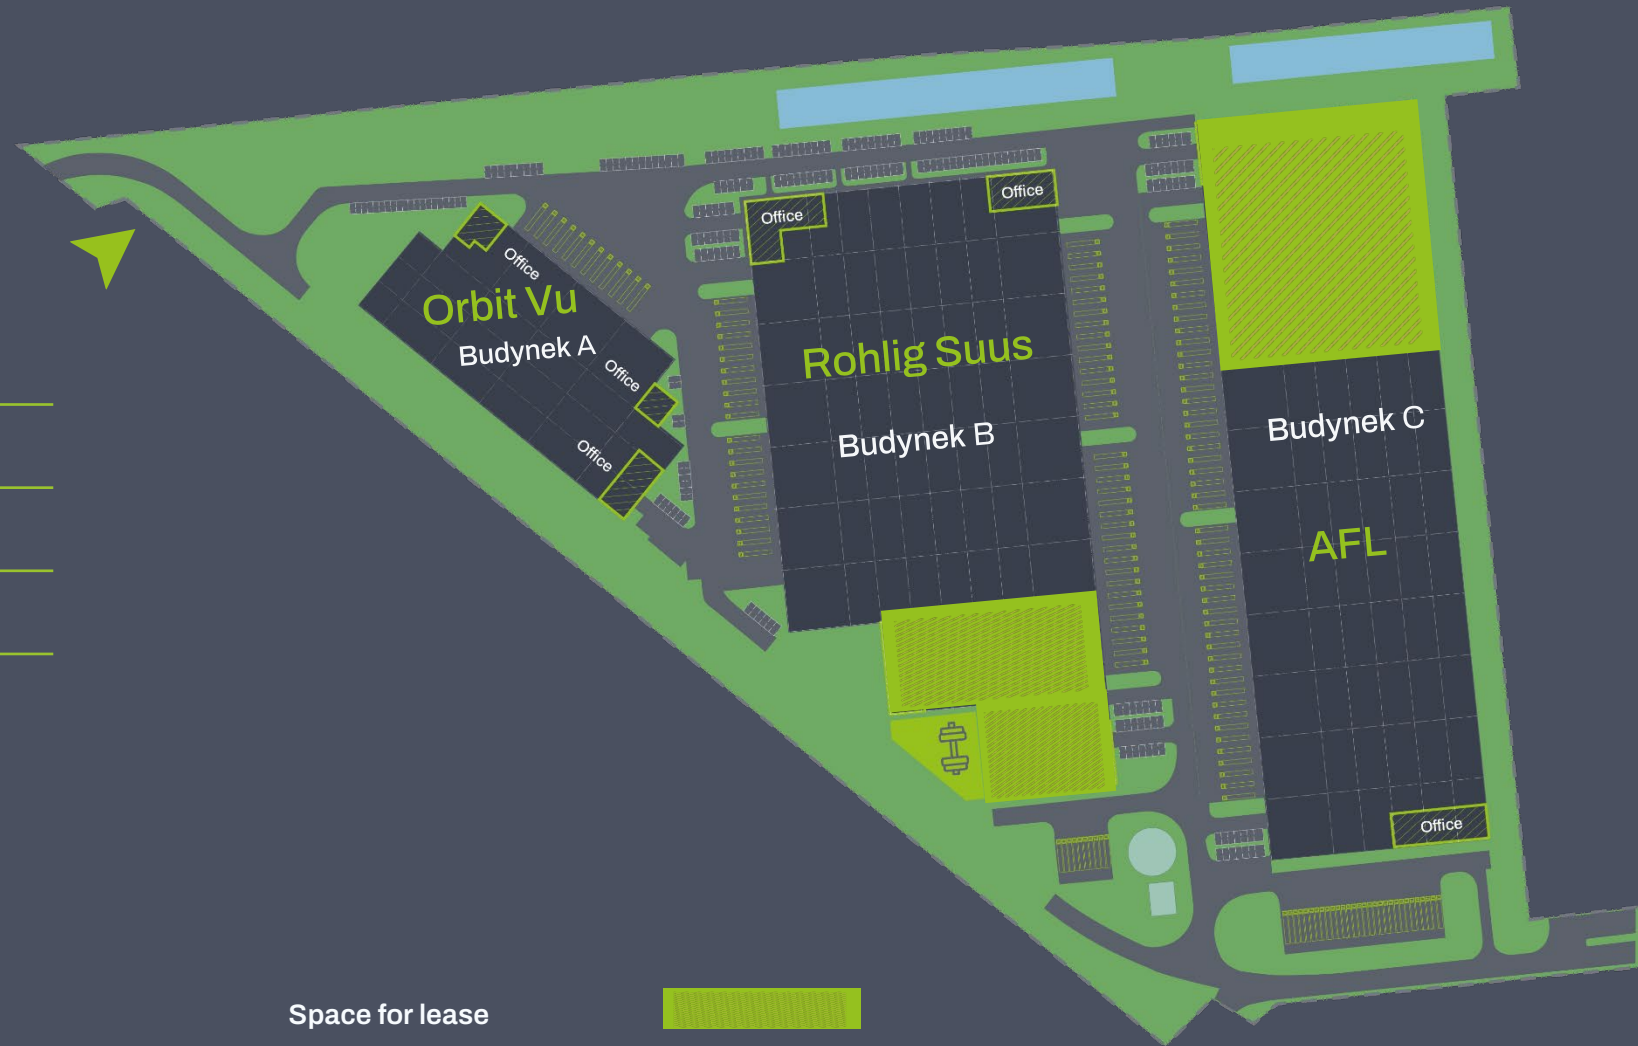 Office
Office
Office
Orbit Vu
Budynek A
Rohlig Suus
Office
Budynek C
Budynek B
Office
AFL
Office
Space for lease